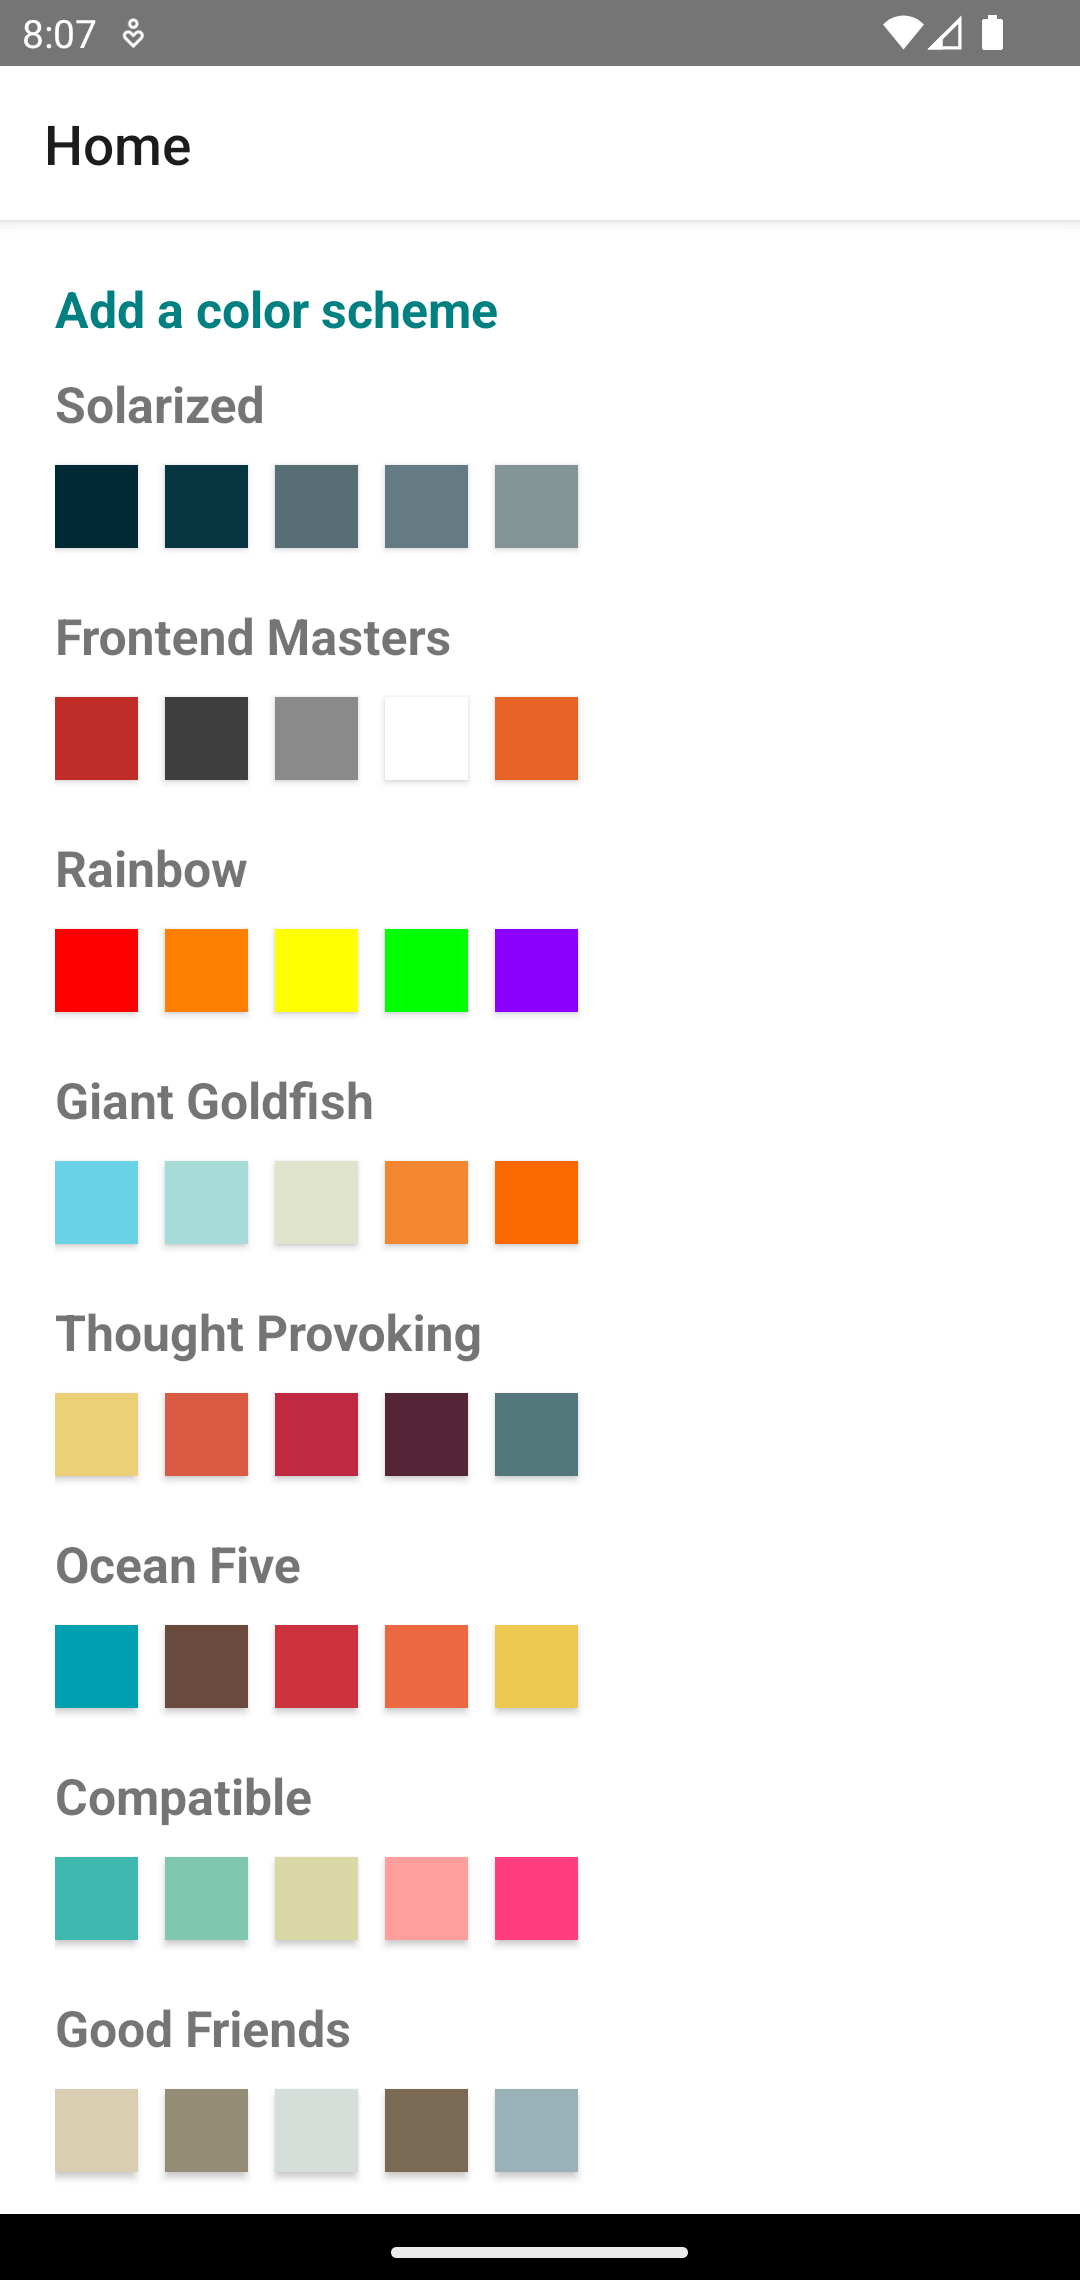 8:07
Home
Add a color scheme
Solarized
Frontend Masters
Rainbow
Giant Goldfish
Thought Provoking
Ocean Five
Compatible
Good Friends